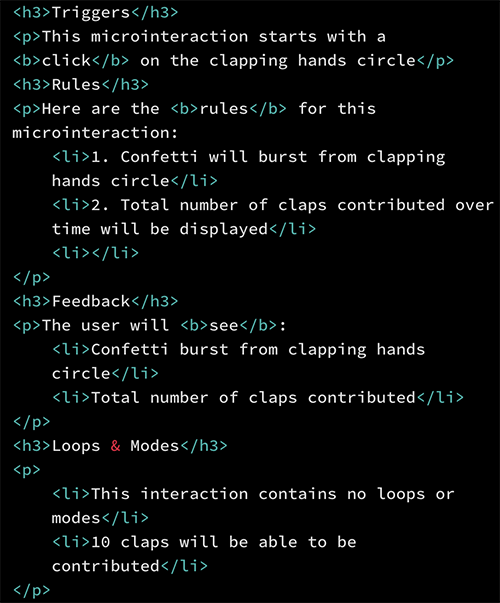 <h3>Triggers</h3>
<p>This microinteraction starts with a
<b>click</b> on the clapping hands circle</p>
<h3>Rules</h3>
<p>Here are the <b>rules</b> for this
microinteraction:
<li>1. Confetti will burst from clapping
hands circle</li>
<li>2. Total number of claps contributed over
time will be displayed</li>
<li></li>
</p>
<h3>Feedback</h3>
<p>The user will <b>see</b>:
<li>Confetti burst from clapping hands
circle</li>
<li>Total number of claps contributed</li>
</p>
<h3>Loops & Modes</h3>
<p>
<li>This interaction contains no loops or
modes</li>
<li>10 claps will be able to be
contributed</li>
</p>